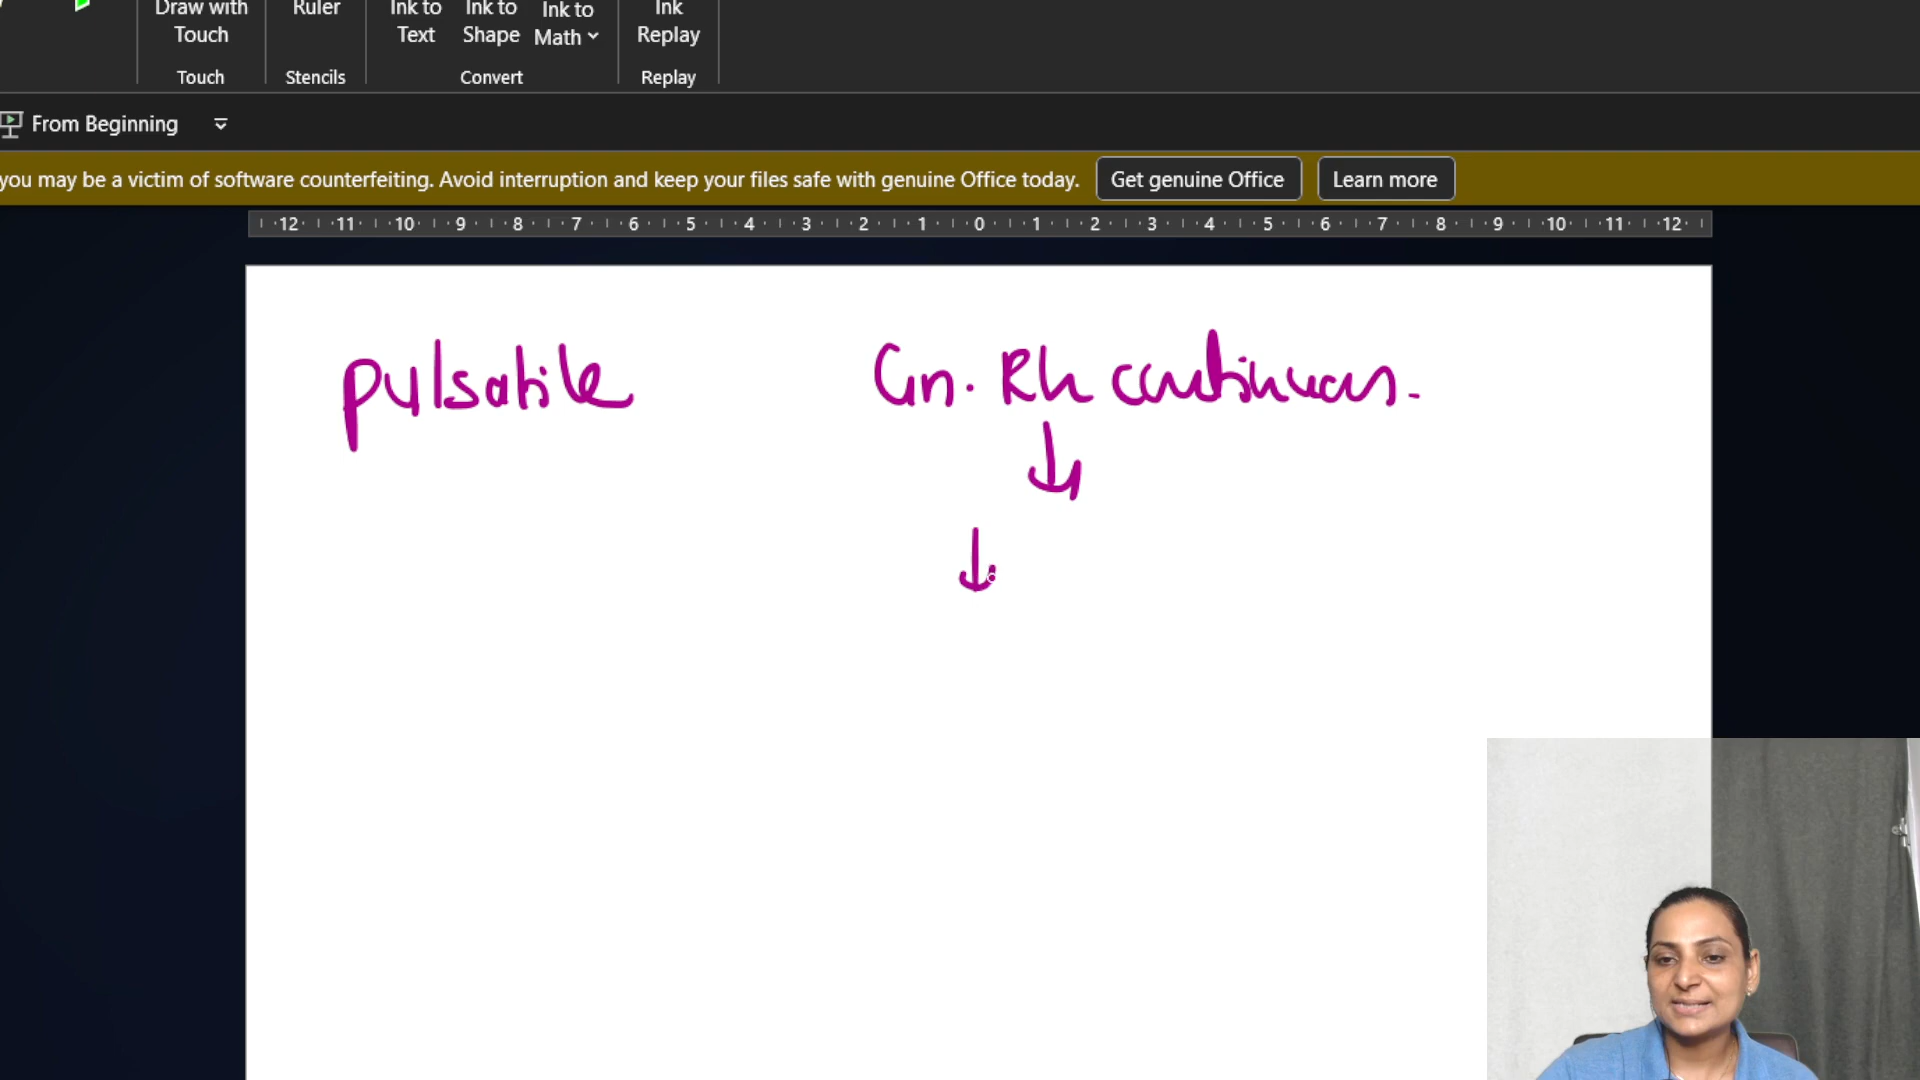 Draw with Touch
Ruler
Ink to Text
Ink to Shape
Ink to Math
Ink Replay
Touch
Stencils
Convert
Replay
From Beginning
you may be a victim of software counterfeiting. Avoid interruption and keep your files safe with genuine Office today.
Get genuine Office
Learn more
12 11 10 9 8 7 6 5 4 3 2 1 0 1 2 3 4 5 6 7 8 9 10 11 12
pulsatile
Gn. Rh continuous.